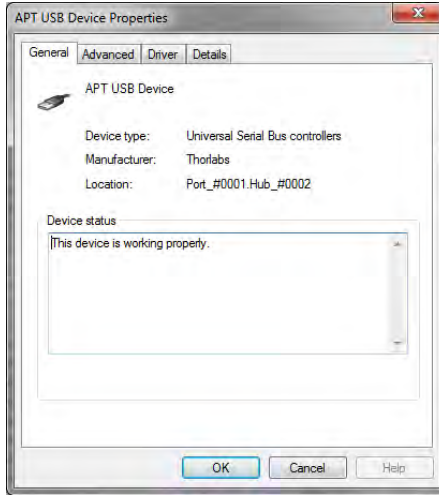 APT USB Device Properties
General Advanced Driver Details
APT USB Device
Device type: Universal Serial Bus controllers
Manufacturer: Thorlabs
Location: Port_#0001.Hub_#0002
Device status
This device is working properly.
OK Cancel Help